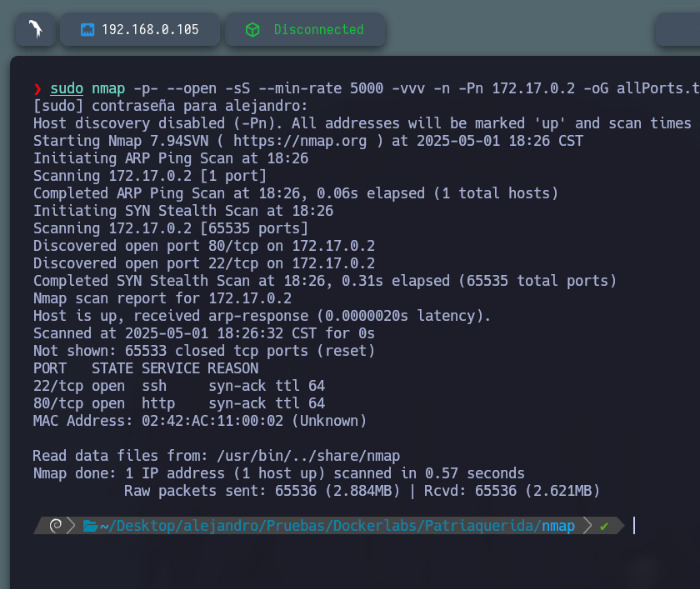 192.168.0.105 Disconnected
❯ sudo nmap -p- --open -sS --min-rate 5000 -vvv -n -Pn 172.17.0.2 -oG allPorts.t
[sudo] contraseña para alejandro:
Host discovery disabled (-Pn). All addresses will be marked 'up' and scan times
Starting Nmap 7.94SVN ( https://nmap.org ) at 2025-05-01 18:26 CST
Initiating ARP Ping Scan at 18:26
Scanning 172.17.0.2 [1 port]
Completed ARP Ping Scan at 18:26, 0.06s elapsed (1 total hosts)
Initiating SYN Stealth Scan at 18:26
Scanning 172.17.0.2 [65535 ports]
Discovered open port 80/tcp on 172.17.0.2
Discovered open port 22/tcp on 172.17.0.2
Completed SYN Stealth Scan at 18:26, 0.31s elapsed (65535 total ports)
Nmap scan report for 172.17.0.2
Host is up, received arp-response (0.0000020s latency).
Scanned at 2025-05-01 18:26:32 CST for 0s
Not shown: 65533 closed tcp ports (reset)
PORT   STATE SERVICE REASON
22/tcp open  ssh     syn-ack ttl 64
80/tcp open  http    syn-ack ttl 64
MAC Address: 02:42:AC:11:00:02 (Unknown)
Read data files from: /usr/bin/../share/nmap
Nmap done: 1 IP address (1 host up) scanned in 0.57 seconds
           Raw packets sent: 65536 (2.884MB) | Rcvd: 65536 (2.621MB)
~/Desktop/alejandro/Pruebas/Dockerlabs/Patriaquerida/nmap ✔